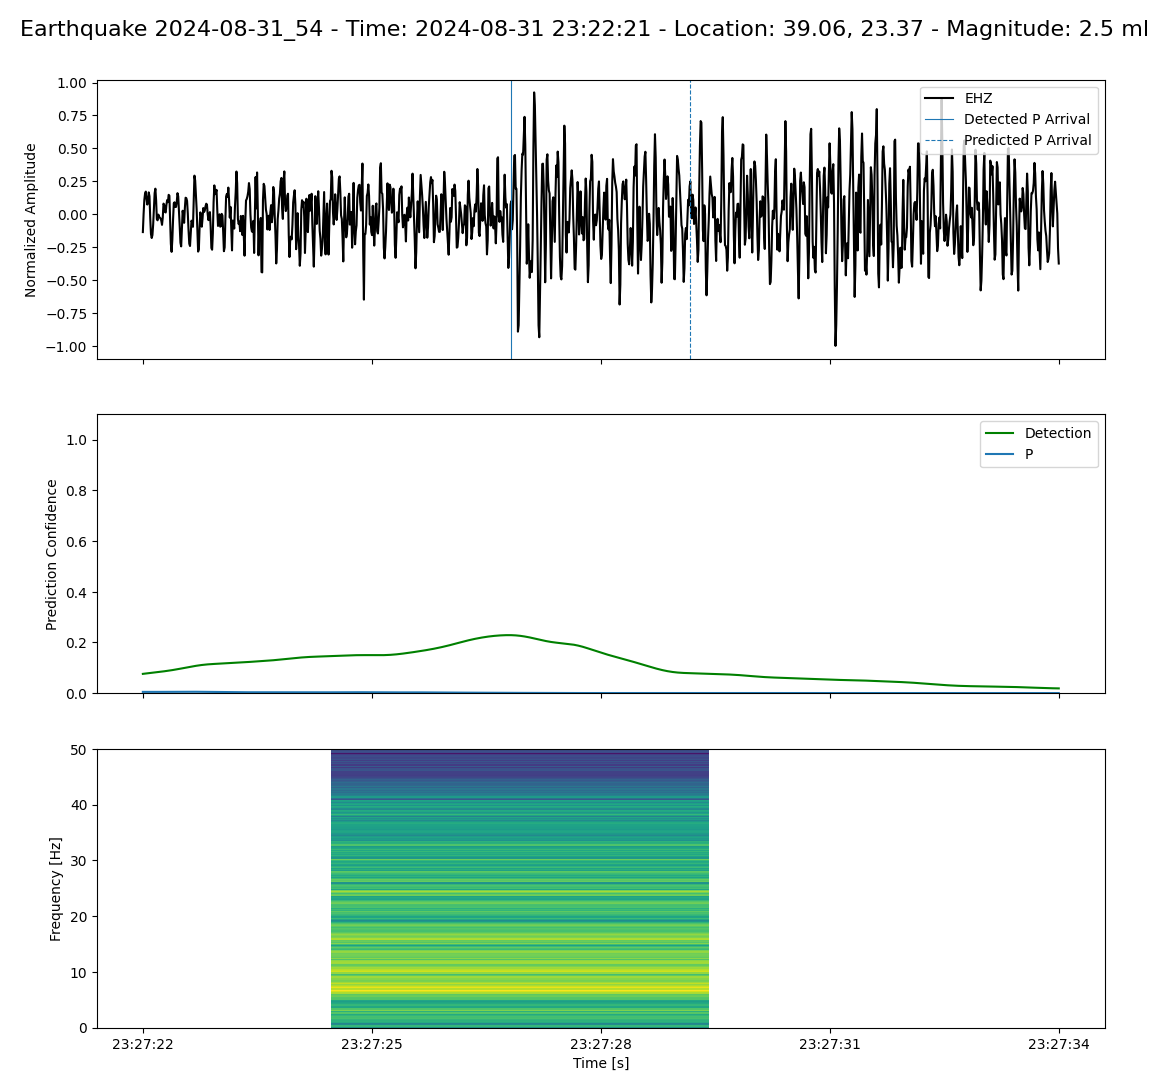 Earthquake 2024-08-31_54 - Time: 2024-08-31 23:22:21 - Location: 39.06, 23.37 - Magnitude: 2.5 ml
1.00
0.75
0.50
0.25
0.00
−0.25
−0.50
−0.75
−1.00
Normalized Amplitude
EHZ
Detected P Arrival
Predicted P Arrival
1.0
0.8
0.6
0.4
0.2
0.0
Prediction Confidence
Detection
P
50
40
30
20
10
0
Frequency [Hz]
23:27:22 23:27:25 23:27:28 23:27:31 23:27:34
Time [s]